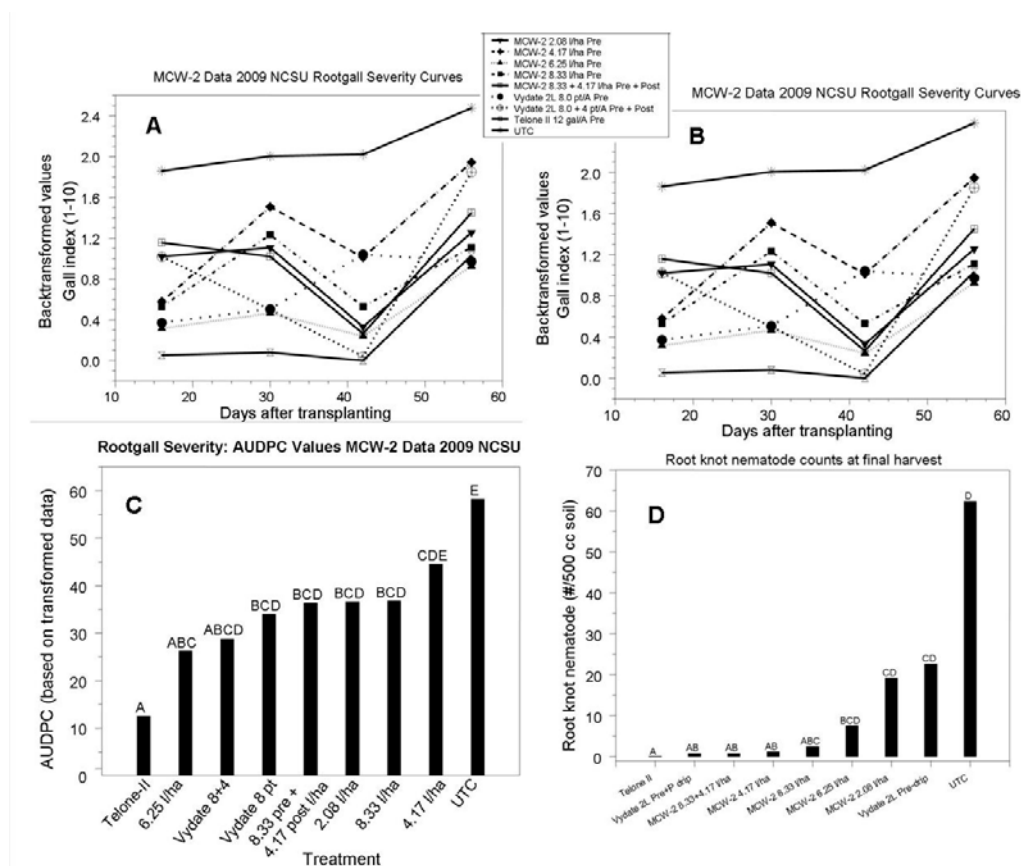 MCW-2 2.08 l/ha Pre
MCW-2 4.17 l/ha Pre
MCW-2 6.25 l/ha Pre
MCW-2 8.33 l/ha Pre
MCW-2 8.33 + 4.17 l/ha Pre + Post
Vydate 2L 8.0 pt/A Pre
Vydate 2L 8.0 + 4 pt/A Pre + Post
Telone II 12 gal/A Pre
UTC
MCW-2 Data 2009 NCSU Rootgall Severity Curves
A
2.4
2.0
1.6
1.2
0.8
0.4
0.0
Backtransformed values
Gall index (1-10)
10 20 30 40 50 60
Days after transplanting
MCW-2 Data 2009 NCSU Rootgall Severity Curves
B
2.0
1.6
1.2
0.8
0.4
0.0
Backtransformed values
Gall index (1-10)
10 20 30 40 50 60
Days after transplanting
Rootgall Severity: AUDPC Values MCW-2 Data 2009 NCSU
C
60
50
40
30
20
10
0
AUDPC (based on transformed data)
A
ABC
ABCD
BCD
BCD
BCD
BCD
CDE
E
Telone-II
6.25 l/ha
Vydate 8+4
Vydate 8 pt
8.33 pre +
4.17 post l/ha
2.08 l/ha
8.33 l/ha
4.17 l/ha
UTC
Treatment
Root knot nematode counts at final harvest
D
70
60
50
40
30
20
10
0
Root knot nematode (#/500 cc soil)
A
AB
AB
AB
ABC
BCD
CD
CD
D
Telone II
Vydate 2L Pre+P drip
MCW-2 8.33+4.17 l/ha
MCW-2 4.17 l/ha
MCW-2 8.33 l/ha
MCW-2 6.25 l/ha
MCW-2 2.08 l/ha
Vydate 2L Pre-drip
UTC